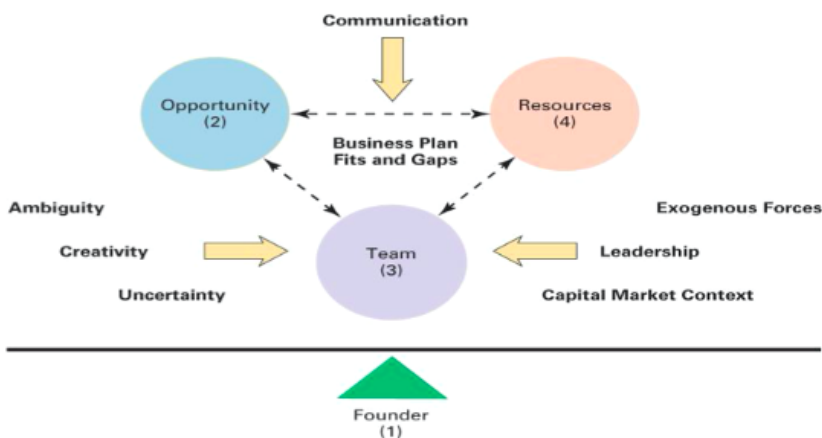 Communication
Opportunity
(2)
Resources
(4)
Business Plan
Fits and Gaps
Ambiguity
Exogenous Forces
Creativity
Team
(3)
Leadership
Uncertainty
Capital Market Context
Founder
(1)